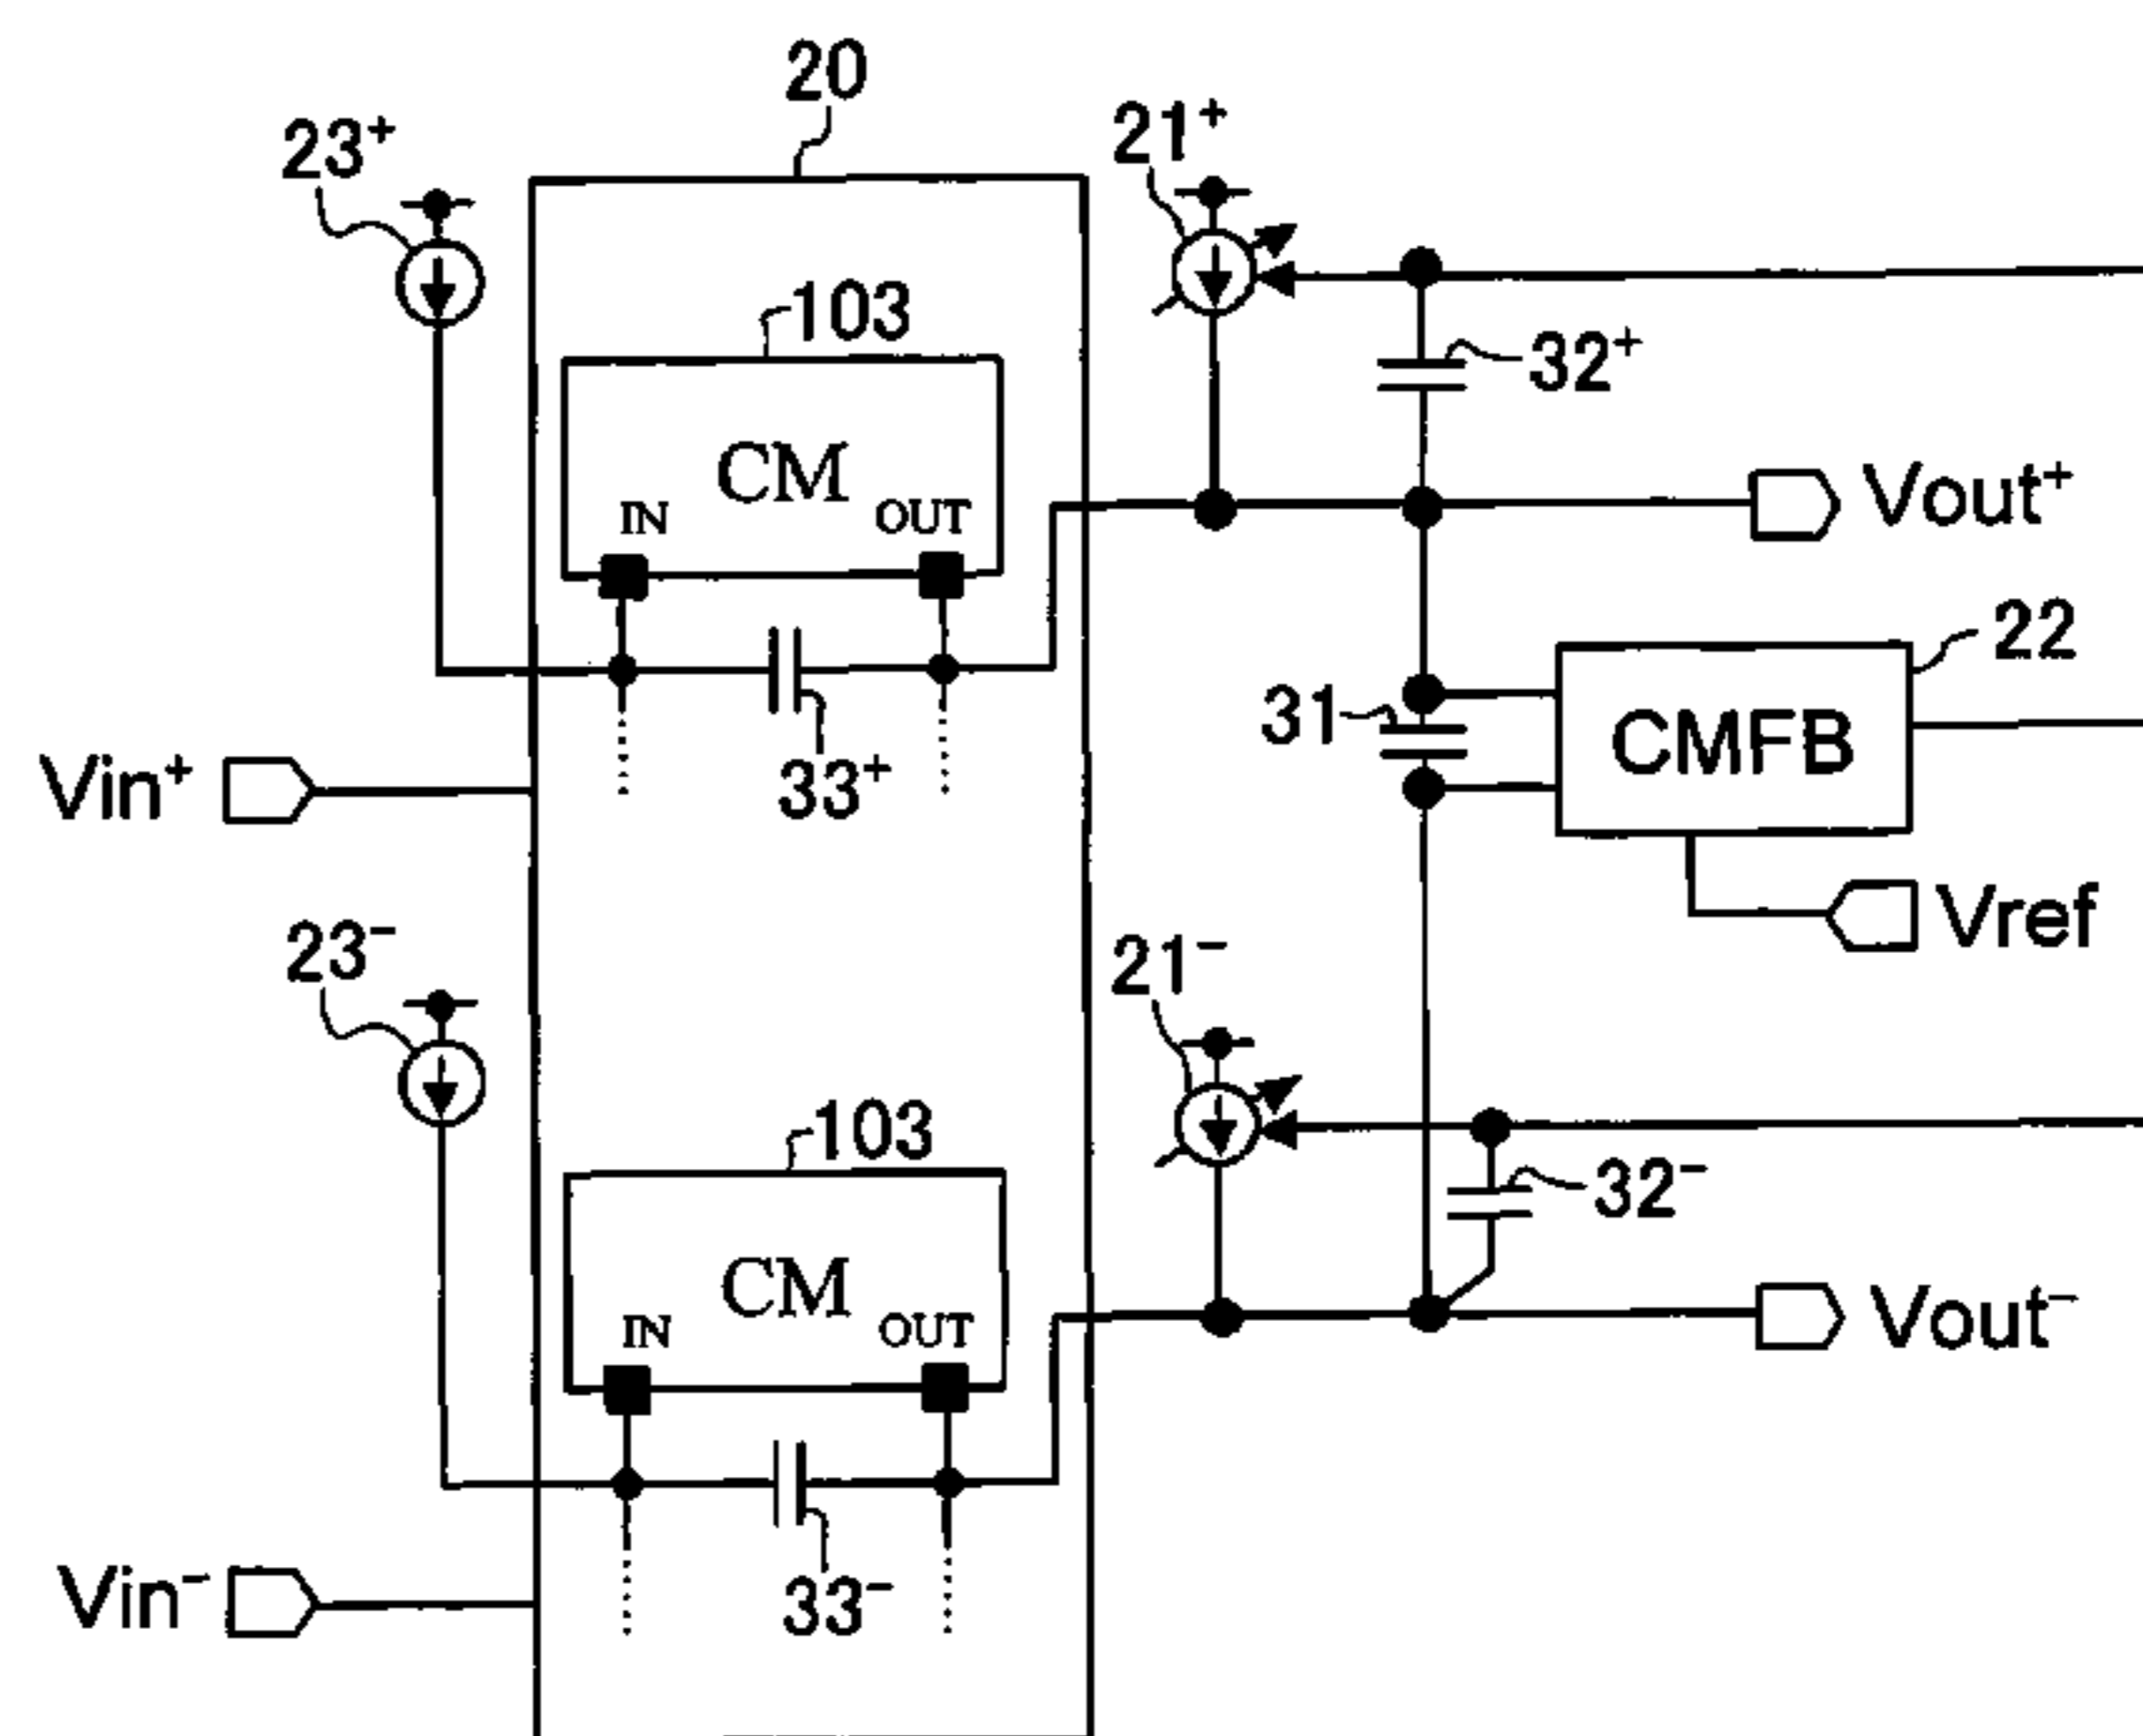 20
23⁺
21⁺
103
32⁺
CM
IN OUT
Vout⁺
22
31
CMFB
Vin⁺
33⁺
Vref
23⁻
21⁻
103
32⁻
CM
IN OUT
Vout⁻
Vin⁻
33⁻